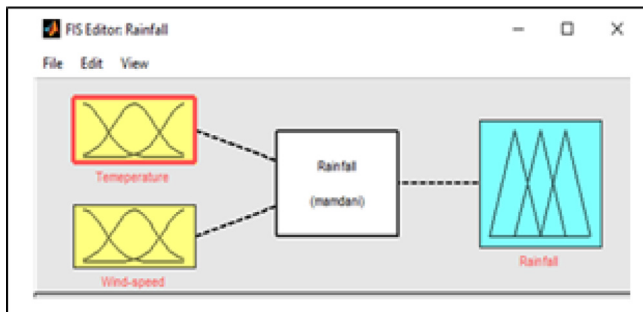 FIS Editor: Rainfall
File Edit View
Temeperature
Rainfall
(mamdani)
Wind-speed
Rainfall